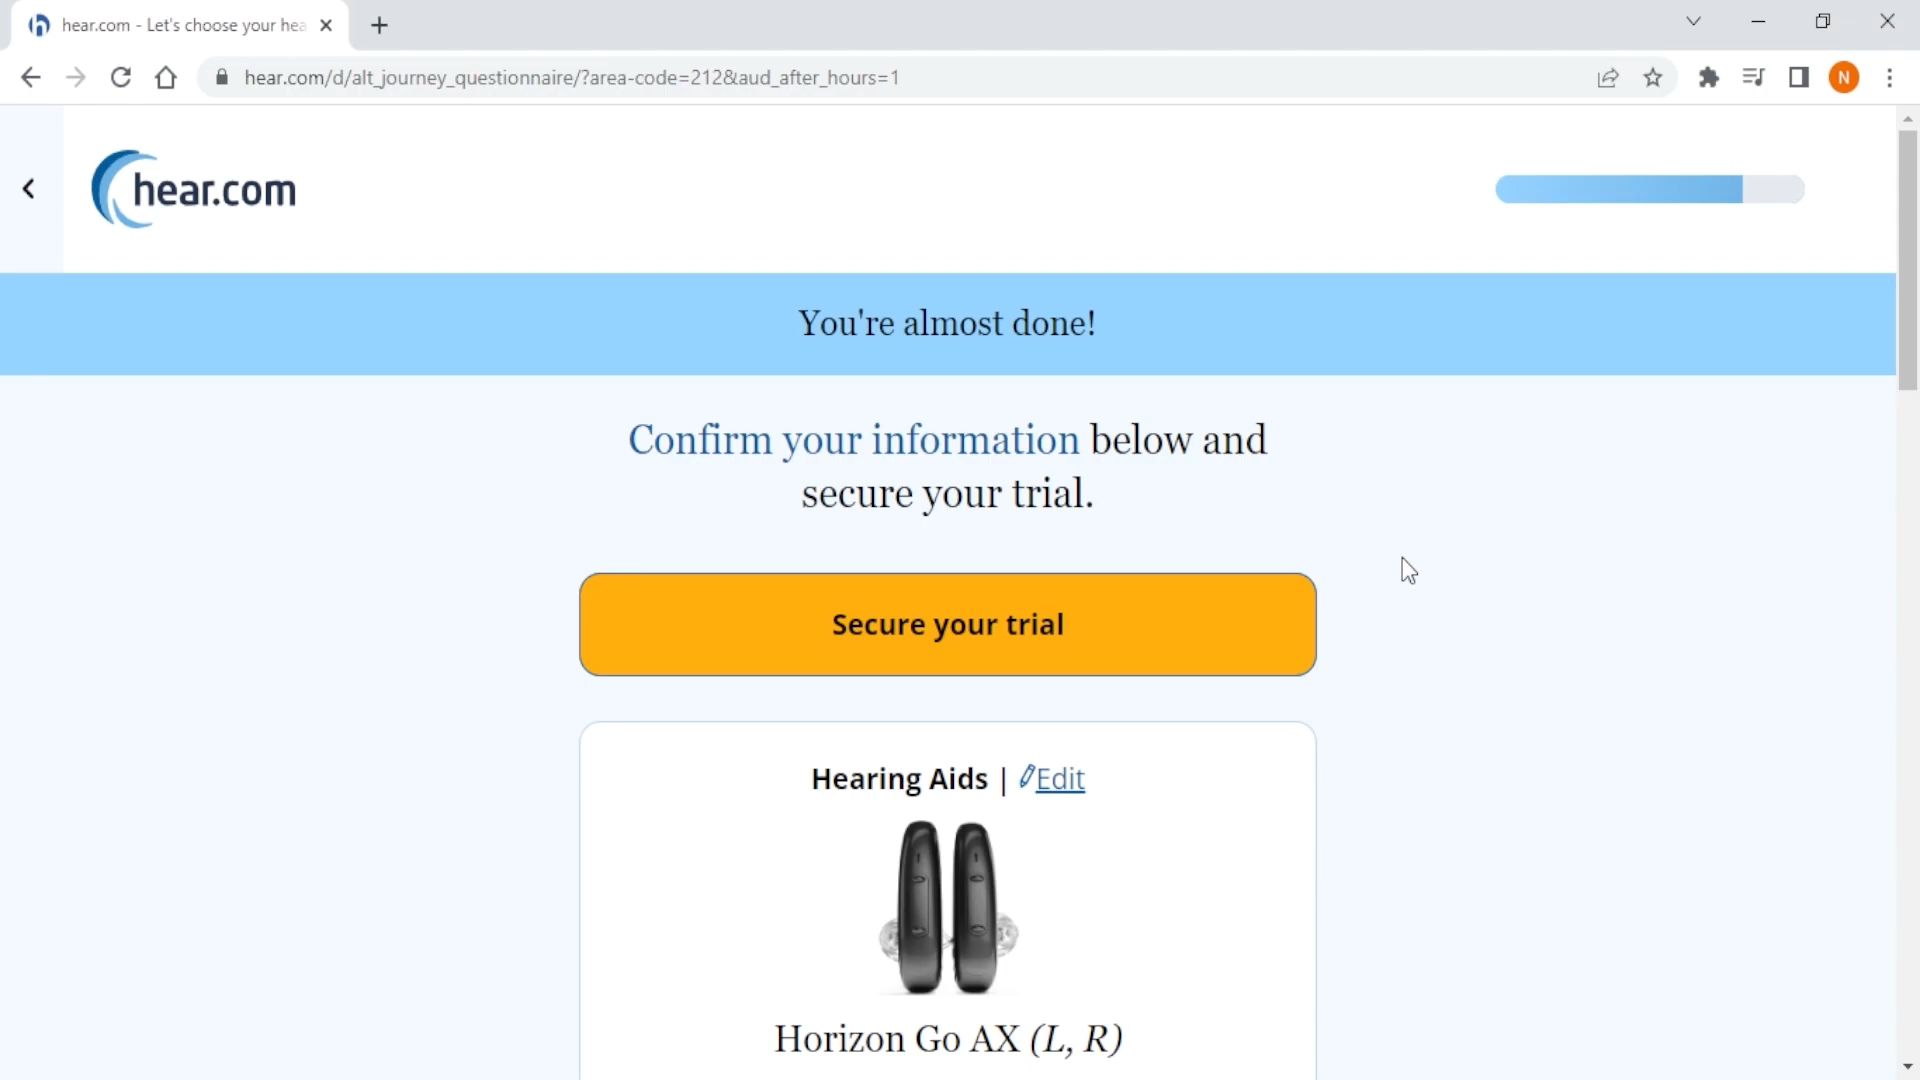 hear.com - Let's choose your hea
hear.com/d/alt_journey_questionnaire/?area-code=212&aud_after_hours=1
N
hear.com
You're almost done!
Confirm your information below and
secure your trial.
Secure your trial
Hearing Aids | Edit
Horizon Go AX (L, R)